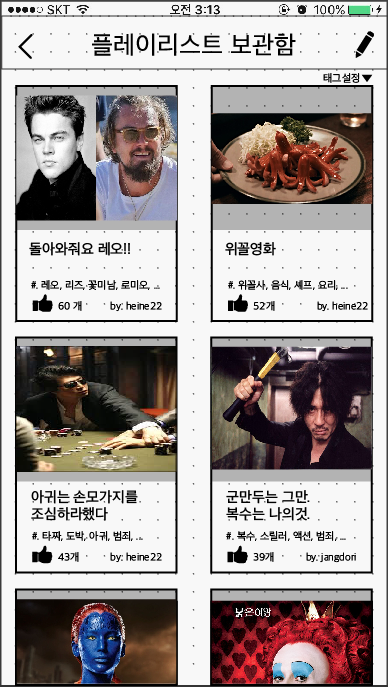 SKT 오전 3:13 100%
플레이리스트 보관함
태그설정▼
돌아와줘요 레오!!
#. 레오, 리즈, 꽃미남, 로미오, ...
60 개 by: heine22
위꼴영화
#. 위꼴사, 음식, 셰프, 요리, ...
52개 by: heine22
아귀는 손모가지를
조심하라했다
#. 타짜, 도박, 아귀, 범죄, ...
43개 by: heine22
군만두는 그만.
복수는 나의것.
#. 복수, 스릴러, 액션, 범죄, ...
39개 by: jangdori
붉은여왕